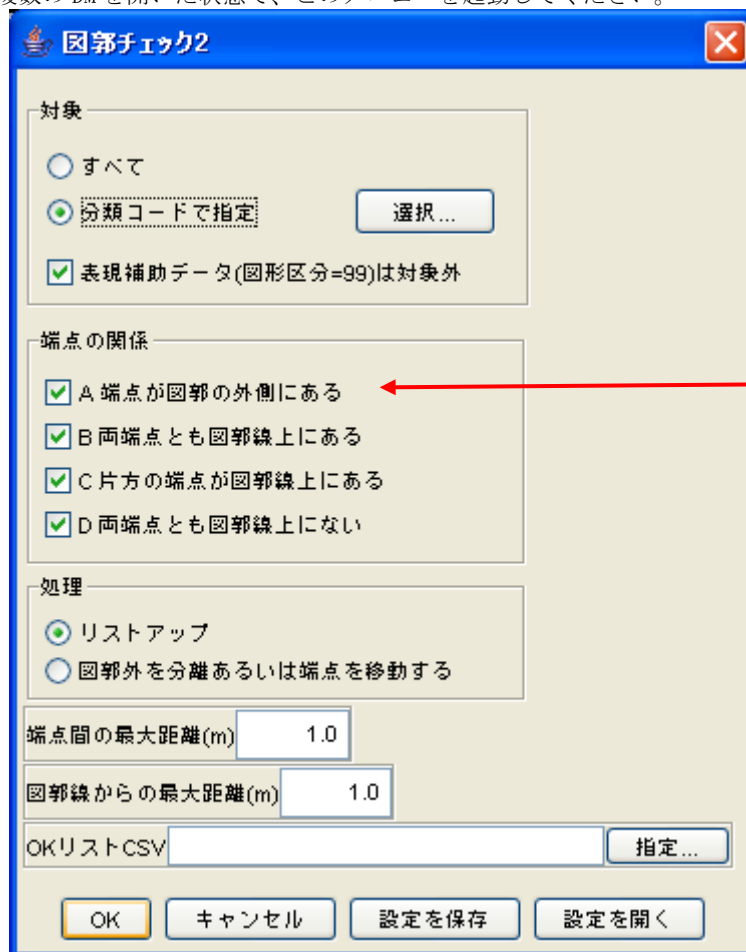 図郭チェック2
対象
すべて
分類コードで指定
選択...
表現補助データ(図形区分=99)は対象外
端点の関係
A 端点が図郭の外側にある
B 両端点とも図郭線上にある
C 片方の端点が図郭線上にある
D 両端点とも図郭線上にない
処理
リストアップ
図郭外を分離あるいは端点を移動する
端点間の最大距離(m) 1.0
図郭線からの最大距離(m) 1.0
OKリストCSV 指定...
OK キャンセル 設定を保存 設定を開く